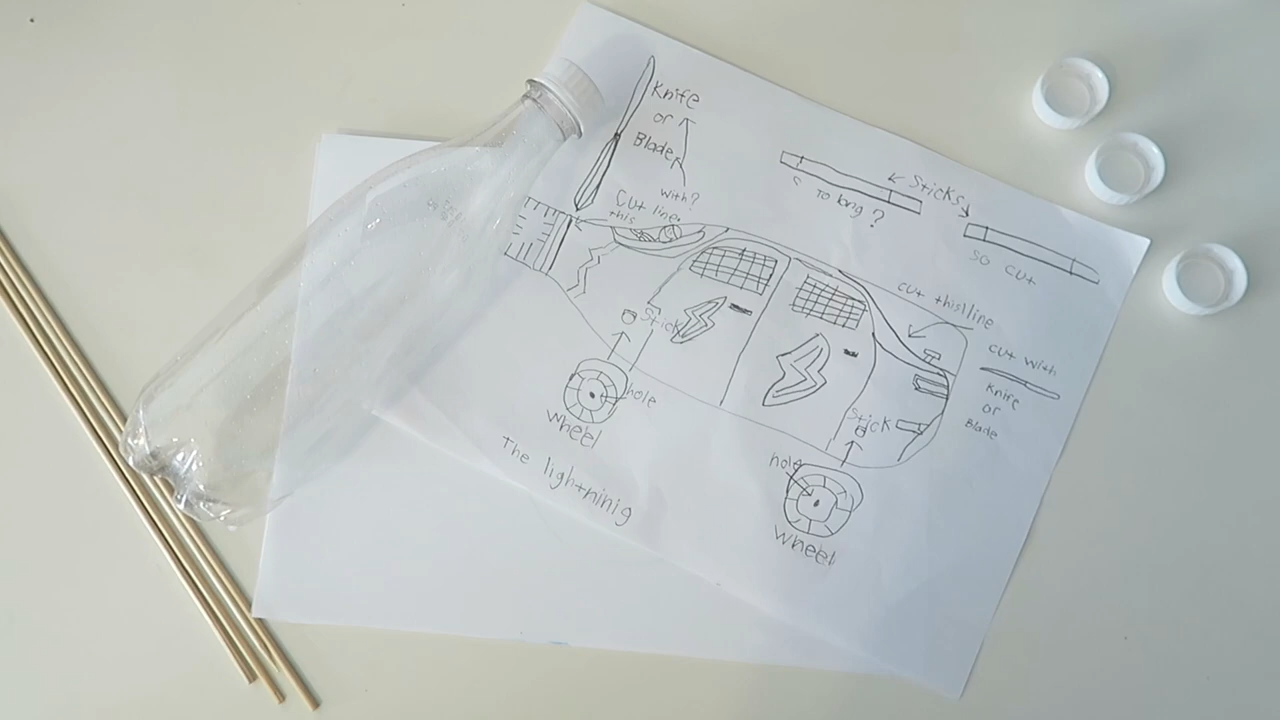 Knife
or
Blade
with?
cut line
this
← Sticks
To long?
so cut
cut this line
cut with
Knife
or
Blade
Stick
hole
wheel
Stick
hole
wheel
The lightninig